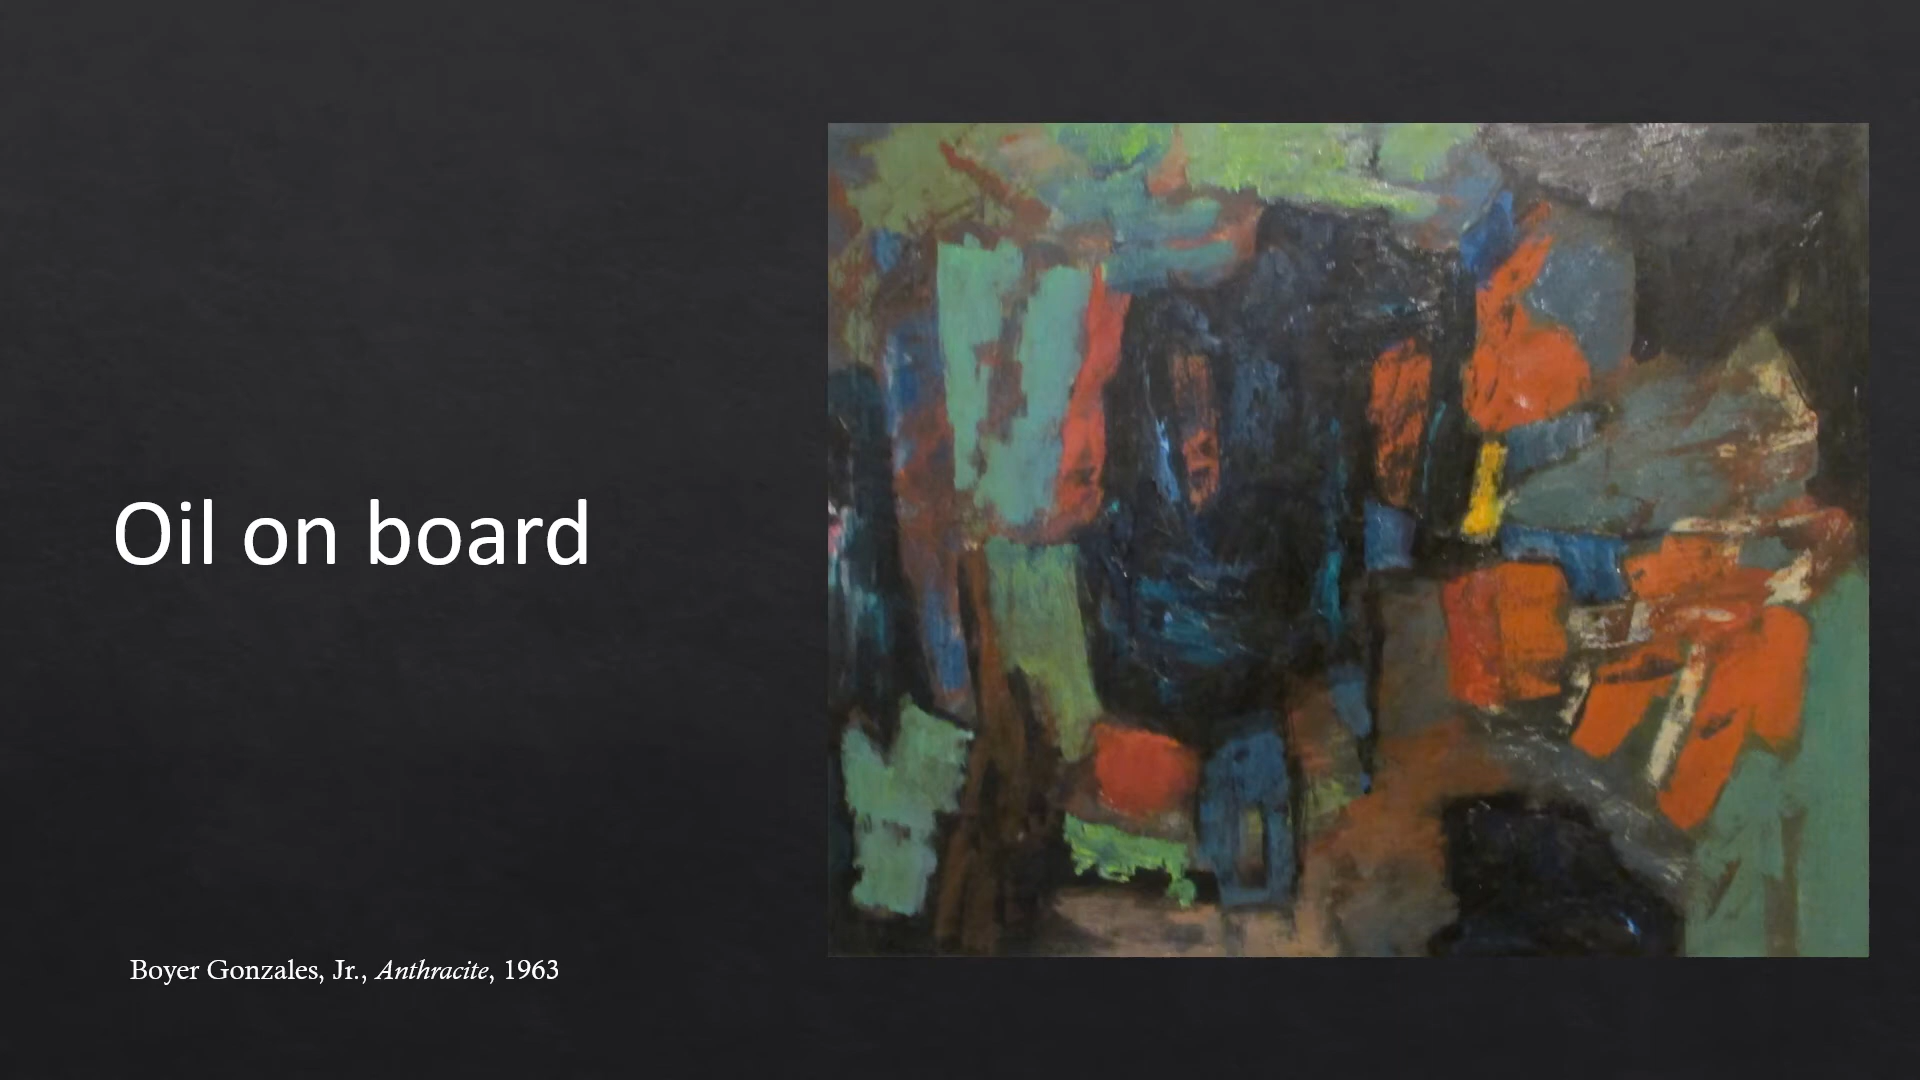 Oil on board
Boyer Gonzales, Jr., Anthracite, 1963